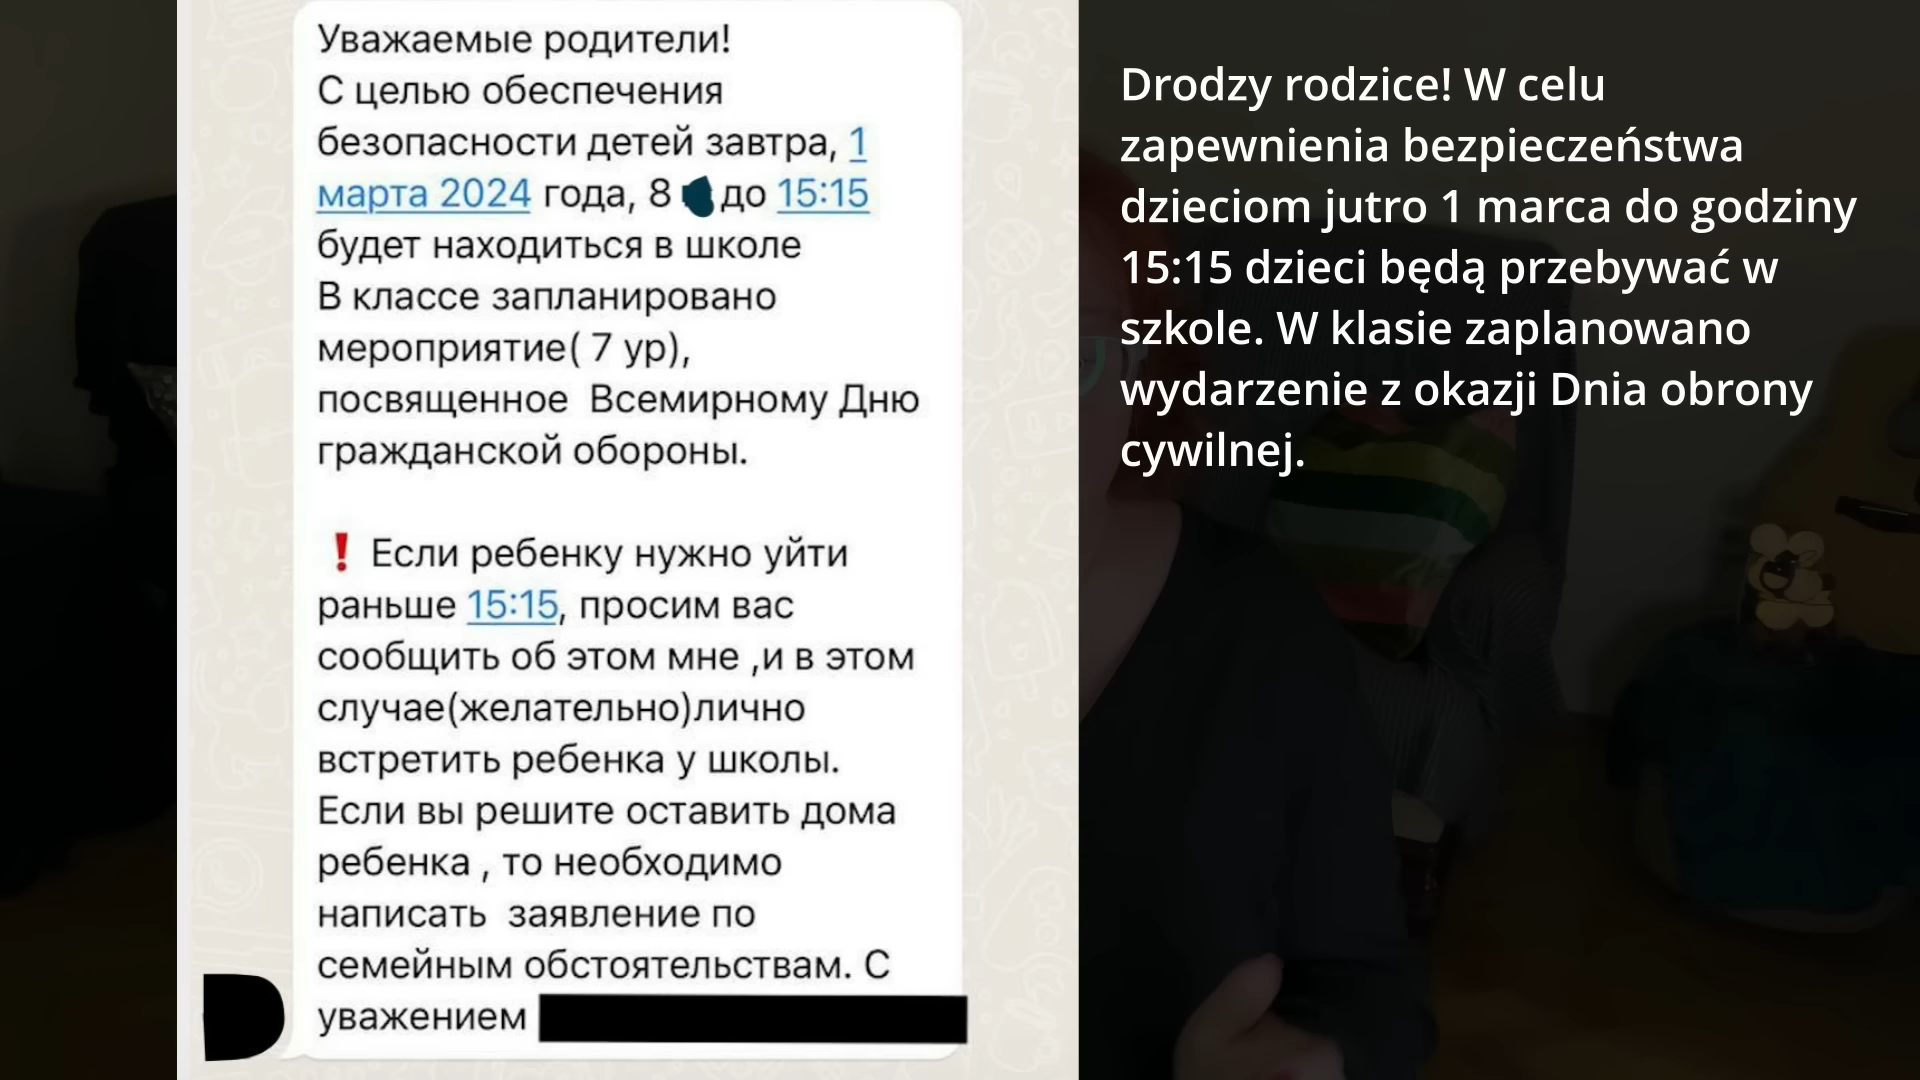 Уважаемые родители!
С целью обеспечения
безопасности детей завтра, 1
марта 2024 года, 8 до 15:15
будет находиться в школе
В классе запланировано
мероприятие( 7 ур),
посвященное  Всемирному Дню
гражданской обороны.
❗ Если ребенку нужно уйти
раньше 15:15, просим вас
сообщить об этом мне ,и в этом
случае(желательно)лично
встретить ребенка у школы.
Если вы решите оставить дома
ребенка , то необходимо
написать  заявление по
семейным обстоятельствам. С
уважением
Drodzy rodzice! W celu
zapewnienia bezpieczeństwa
dzieciom jutro 1 marca do godziny
15:15 dzieci będą przebywać w
szkole. W klasie zaplanowano
wydarzenie z okazji Dnia obrony
cywilnej.